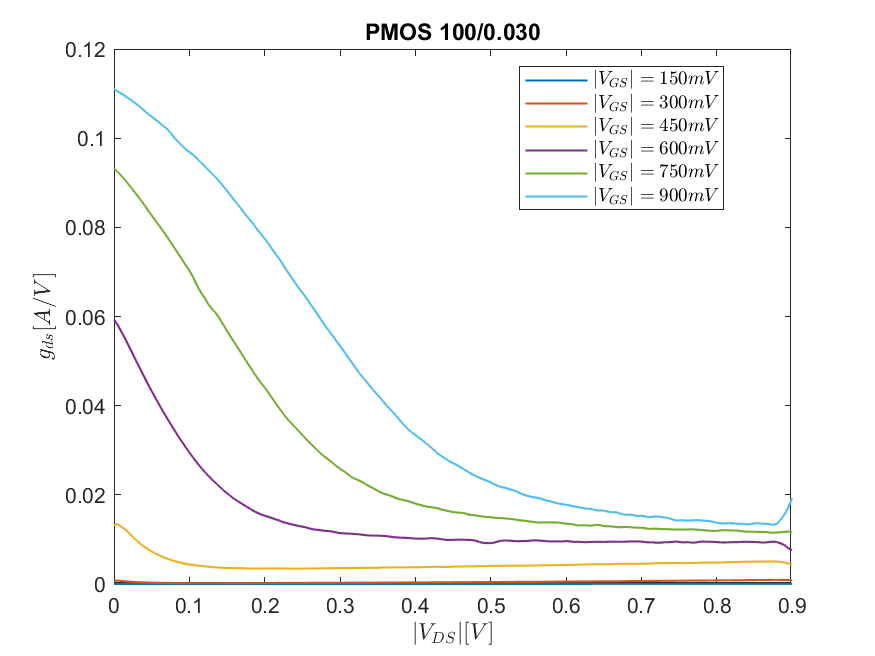 PMOS 100/0.030
0.12
0.1
0.08
0.06
0.04
0.02
0
g_{ds}[A/V]
|V_{GS}| = 150mV
|V_{GS}| = 300mV
|V_{GS}| = 450mV
|V_{GS}| = 600mV
|V_{GS}| = 750mV
|V_{GS}| = 900mV
0 0.1 0.2 0.3 0.4 0.5 0.6 0.7 0.8 0.9
|V_{DS}|[V]